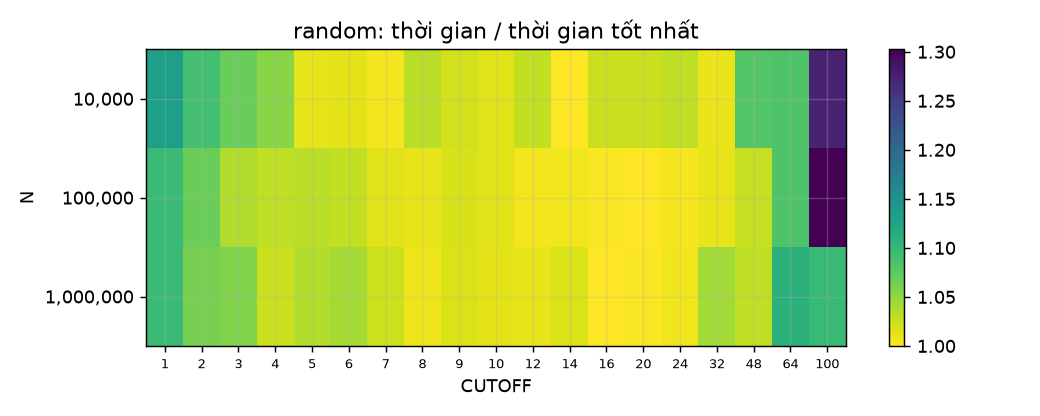 random: thời gian / thời gian tốt nhất
N
10,000
100,000
1,000,000
1 2 3 4 5 6 7 8 9 10 12 14 16 20 24 32 48 64 100
CUTOFF
1.30
1.25
1.20
1.15
1.10
1.05
1.00